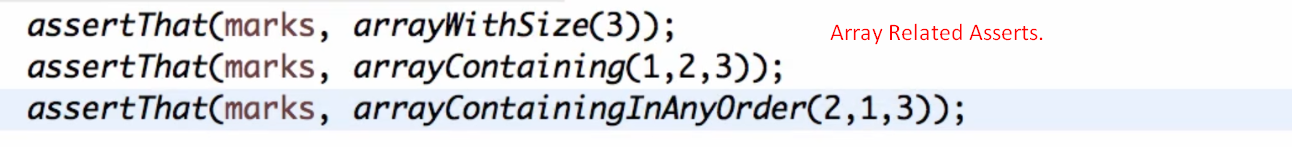 assertThat(marks, arrayWithSize(3));
Array Related Asserts.
assertThat(marks, arrayContaining(1,2,3));
assertThat(marks, arrayContainingInAnyOrder(2,1,3));